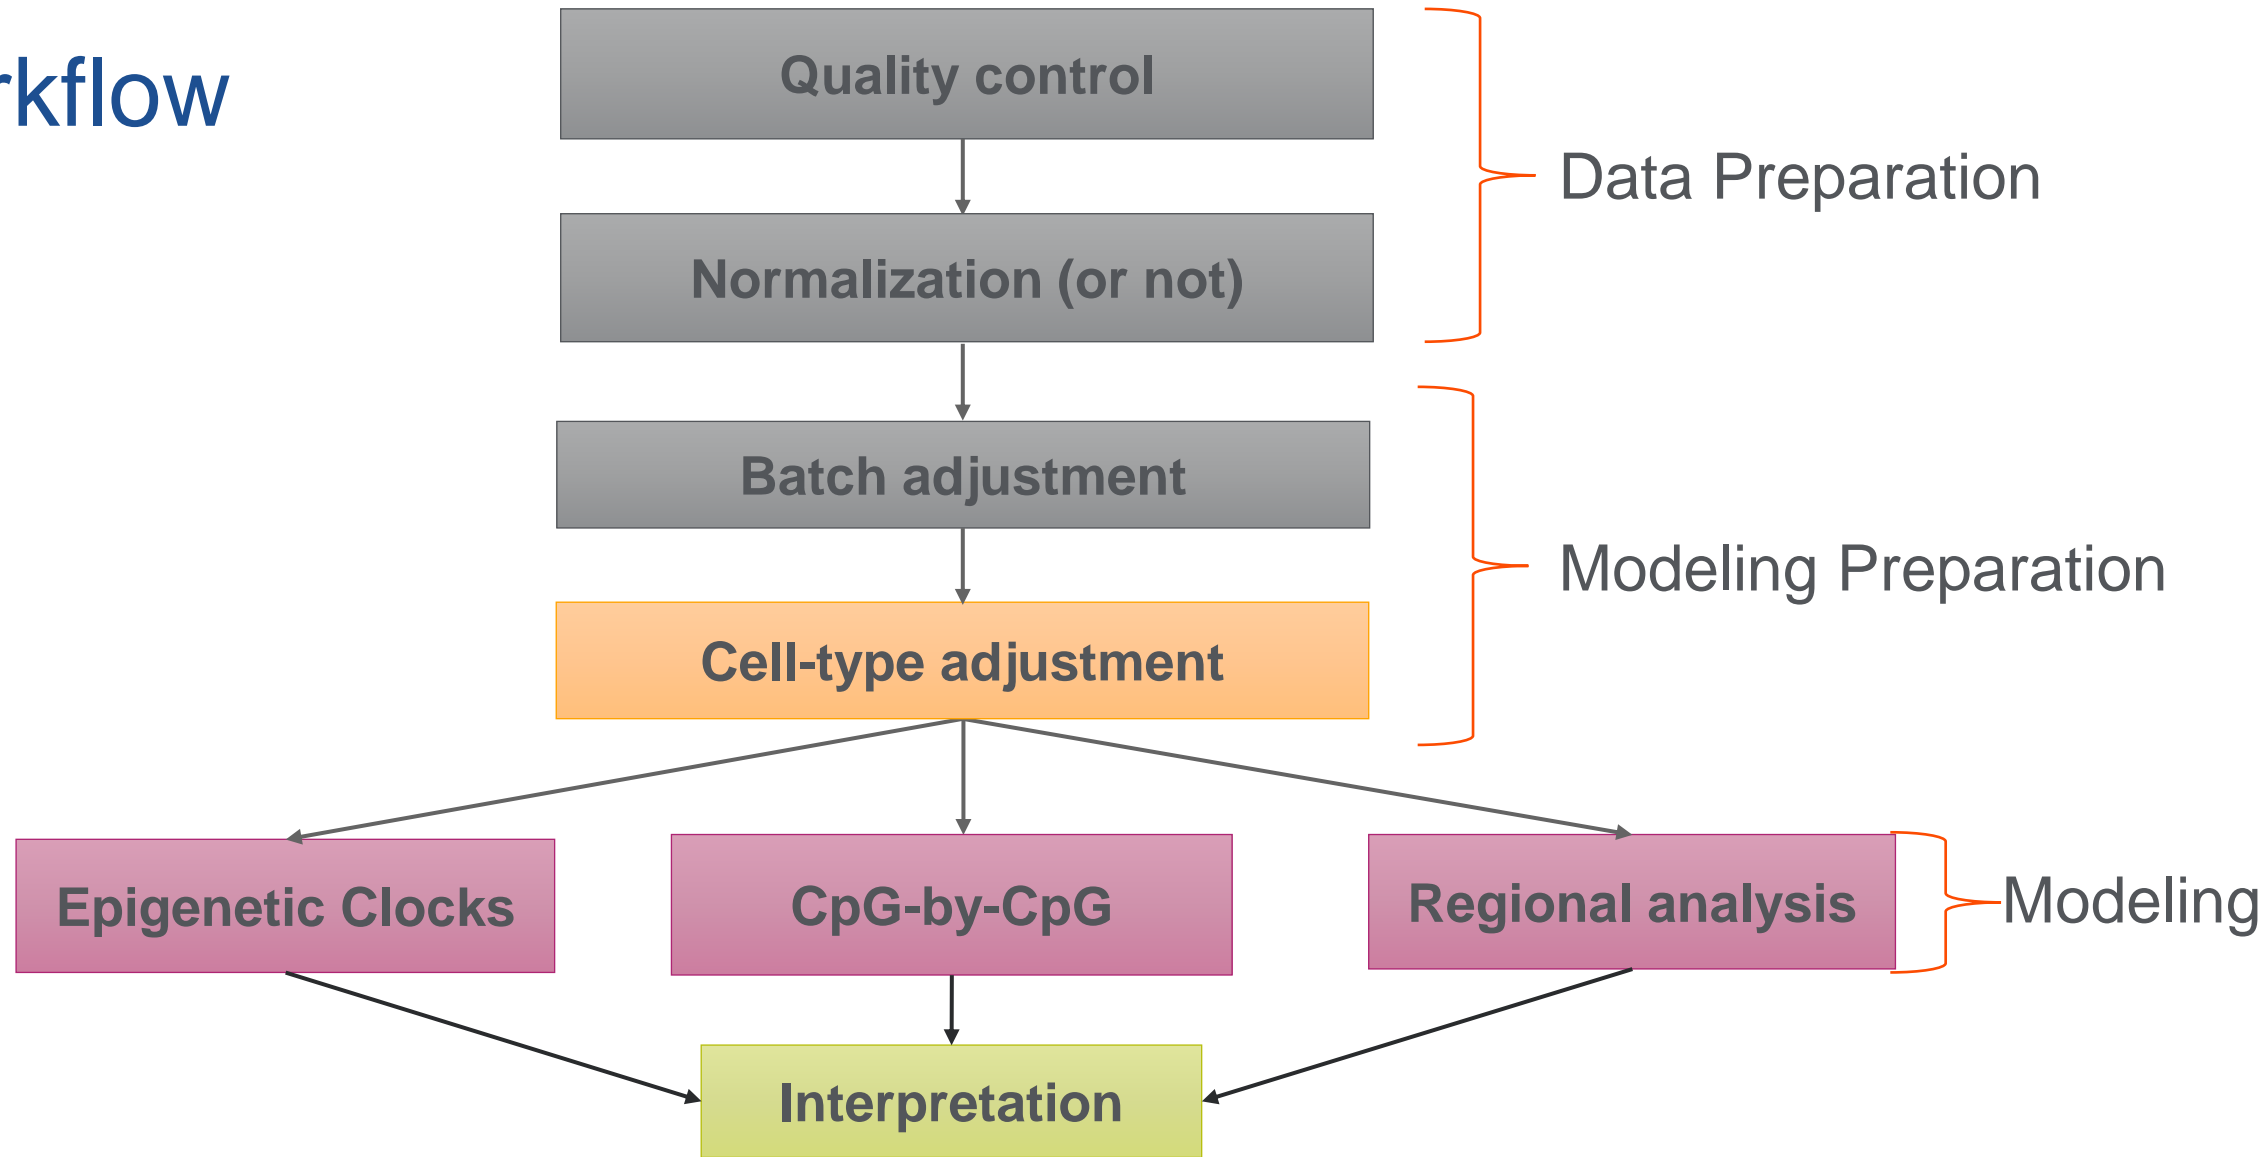 rkflow
Quality control
Data Preparation
Normalization (or not)
Batch adjustment
Modeling Preparation
Cell-type adjustment
Epigenetic Clocks
CpG-by-CpG
Regional analysis
Modeling
Interpretation